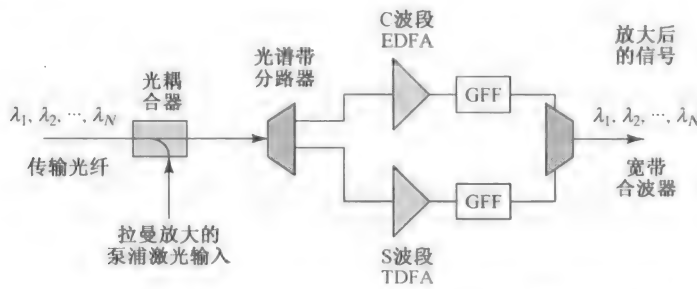 C波段
EDFA
放大后
的信号
光谱带
分路器
光耦
合器
GFF
λ₁, λ₂, ···, λ_N
λ₁, λ₂, ···, λ_N
传输光纤
宽带
合波器
GFF
拉曼放大的
泵浦激光输入
S波段
TDFA